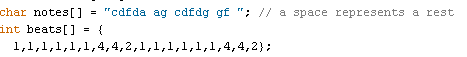 char notes[] = "cdfda ag cdfdg gf "; // a space represents a rest
int beats[] = {
1,1,1,1,1,1,4,4,2,1,1,1,1,1,1,4,4,2};